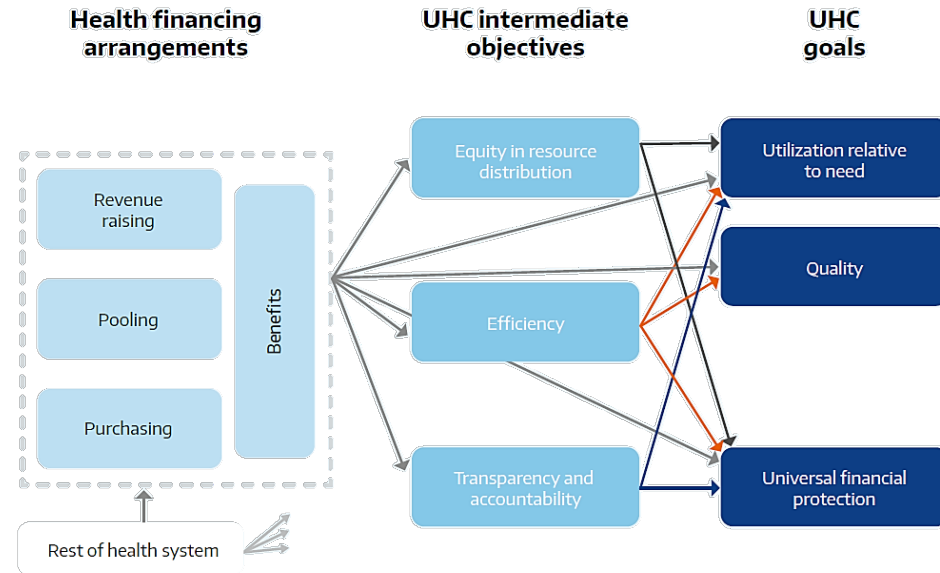 Health financing
arrangements
UHC intermediate
objectives
UHC
goals
Revenue
raising
Pooling
Purchasing
Benefits
Rest of health system
Equity in resource
distribution
Efficiency
Transparency and
accountability
Utilization relative
to need
Quality
Universal financial
protection